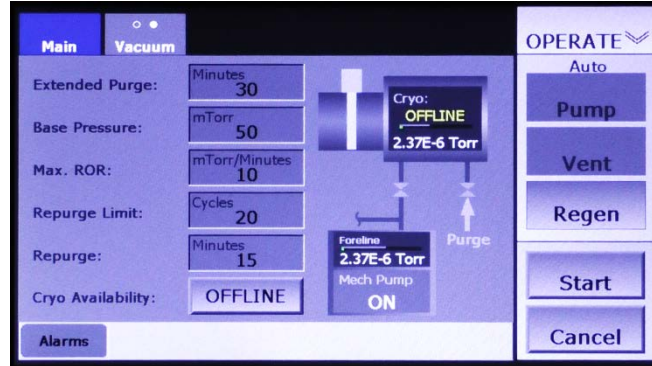 Main
Vacuum
Extended Purge:
Minutes
30
Base Pressure:
mTorr
50
Max. ROR:
mTorr/Minutes
10
Repurge Limit:
Cycles
20
Repurge:
Minutes
15
Cryo Availability:
OFFLINE
Alarms
Cryo:
OFFLINE
2.37E-6 Torr
Purge
Foreline
2.37E-6 Torr
Mech Pump
ON
OPERATE
Auto
Pump
Vent
Regen
Start
Cancel